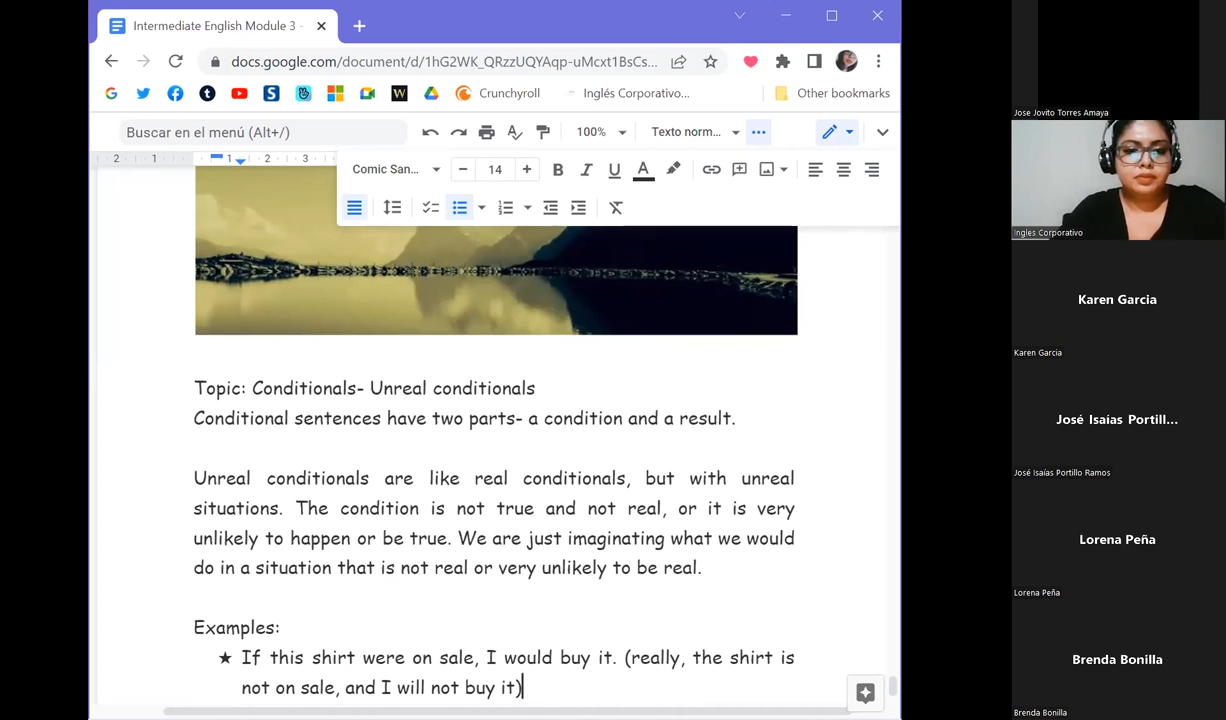 Intermediate English Module 3 -
docs.google.com/document/d/1hG2WK_QRzzUQYAqp-uMcxt1BsCs...
Crunchyroll
Inglés Corporativo...
Other bookmarks
Buscar en el menú (Alt+/)
100%
Texto norm...
2 1 1 2 3
Comic San...
14
B I U A
Topic: Conditionals- Unreal conditionals
Conditional sentences have two parts- a condition and a result.
Unreal conditionals are like real conditionals, but with unreal
situations. The condition is not true and not real, or it is very
unlikely to happen or be true. We are just imaginating what we would
do in a situation that is not real or very unlikely to be real.
Examples:
★ If this shirt were on sale, I would buy it. (really, the shirt is
not on sale, and I will not buy it)
Jose Jovito Torres Amaya
Ingles Corporativo
Karen Garcia
Karen Garcia
José Isaías Portill...
José Isaías Portillo Ramos
Lorena Peña
Lorena Peña
Brenda Bonilla
Brenda Bonilla